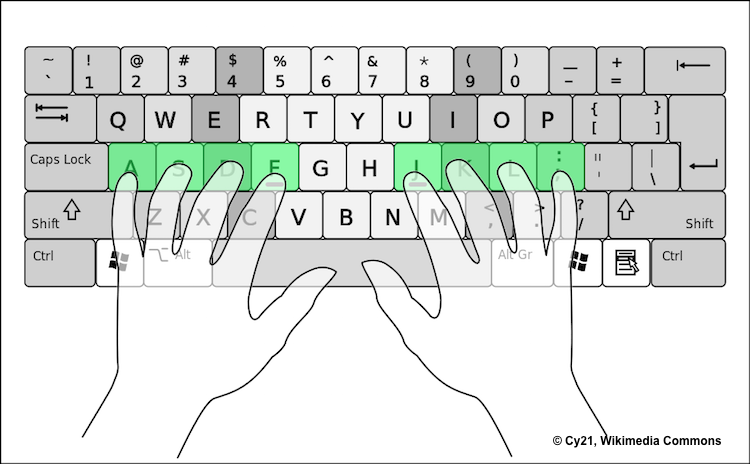 ~ ! @ # $ % ^ & * ( ) _ +
` 1 2 3 4 5 6 7 8 9 0 - =
Q W E R T Y U I O P { }
[ ]
Caps Lock A S D F G H J K L : " |
; ' \
Shift Z X C V B N M < > ? Shift
, . /
Ctrl Alt Alt Gr Ctrl
© Cy21, Wikimedia Commons